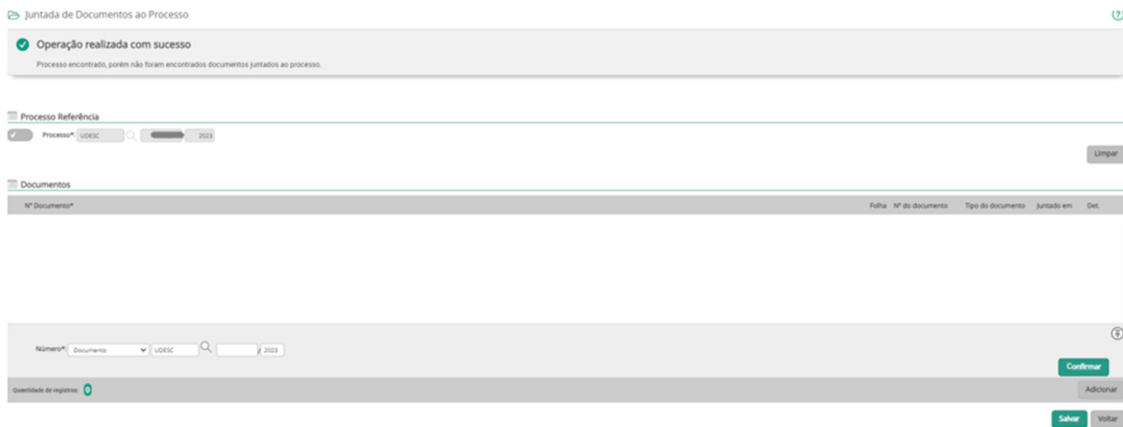 Juntada de Documentos ao Processo
Operação realizada com sucesso
Processo encontrado, porém não foram encontrados documentos juntados ao processo.
Processo Referência
Processo*: UDESC 2023
Limpar
Documentos
Nº Documento* Folha Nº do documento Tipo do documento Juntado em Det.
Número*: Documento UDESC / 2023
Confirmar
Quantidade de registros: 0 Adicionar
Salvar Voltar